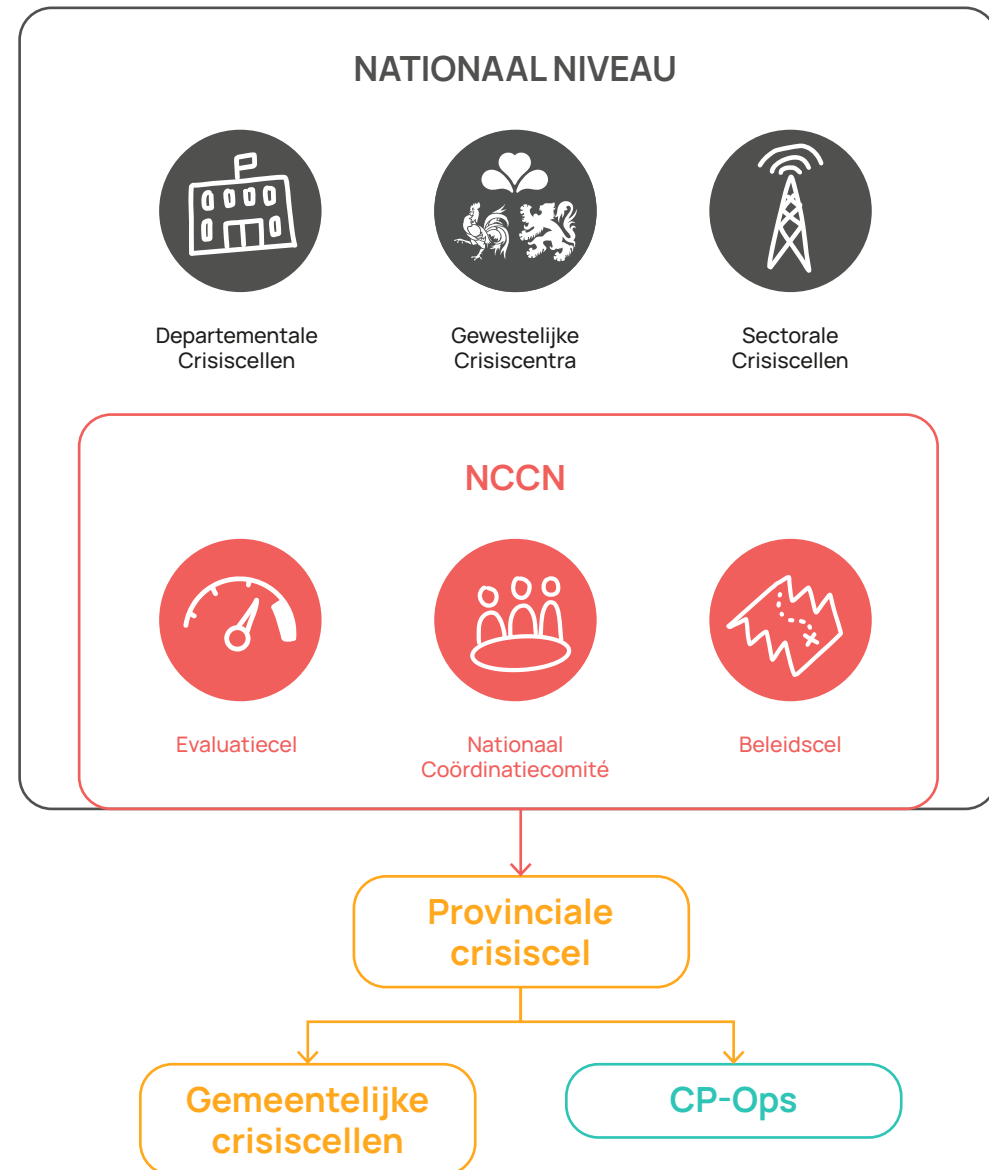 NATIONAAL NIVEAU
Departementale
Crisiscellen
Gewestelijke
Crisiscentra
Sectorale
Crisiscellen
NCCN
Evaluatiecel
Nationaal
Coördinatiecomité
Beleidscel
Provinciale
crisiscel
Gemeentelijke
crisiscellen
CP-Ops